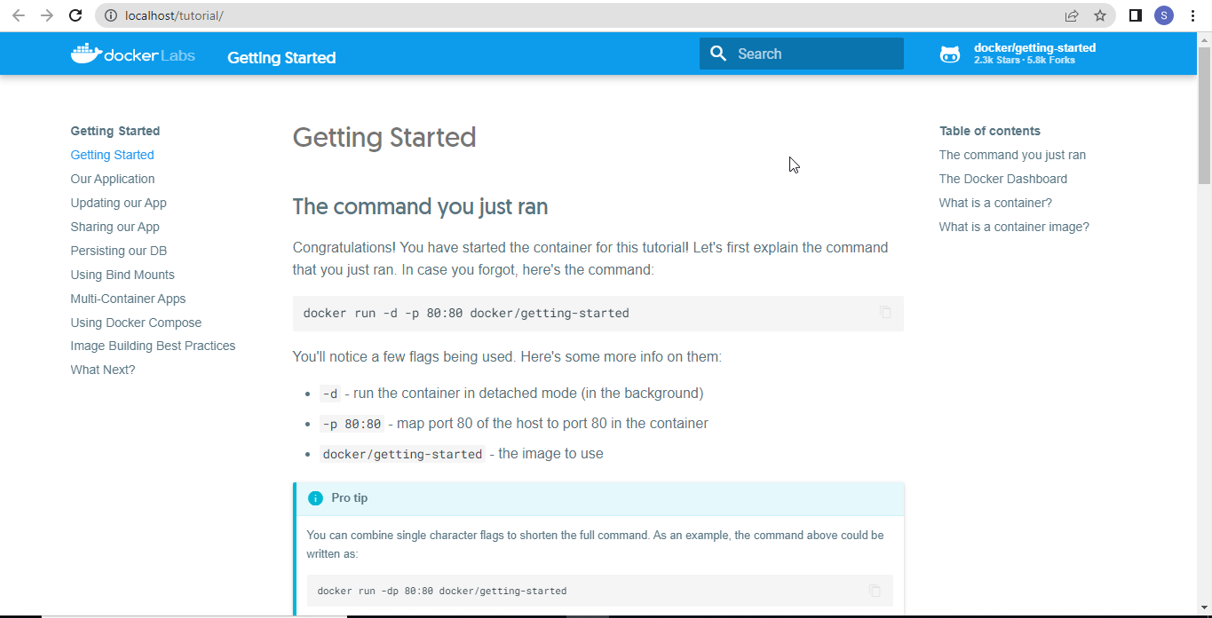 localhost/tutorial/
S
docker Labs
Getting Started
Search
docker/getting-started
2.3k Stars · 5.8k Forks
Getting Started
Getting Started
Our Application
Updating our App
Sharing our App
Persisting our DB
Using Bind Mounts
Multi-Container Apps
Using Docker Compose
Image Building Best Practices
What Next?
Getting Started
The command you just ran
Congratulations! You have started the container for this tutorial! Let's first explain the command
that you just ran. In case you forgot, here's the command:
docker run -d -p 80:80 docker/getting-started
You'll notice a few flags being used. Here's some more info on them:
• -d - run the container in detached mode (in the background)
• -p 80:80 - map port 80 of the host to port 80 in the container
• docker/getting-started - the image to use
Pro tip
You can combine single character flags to shorten the full command. As an example, the command above could be
written as:
docker run -dp 80:80 docker/getting-started
Table of contents
The command you just ran
The Docker Dashboard
What is a container?
What is a container image?